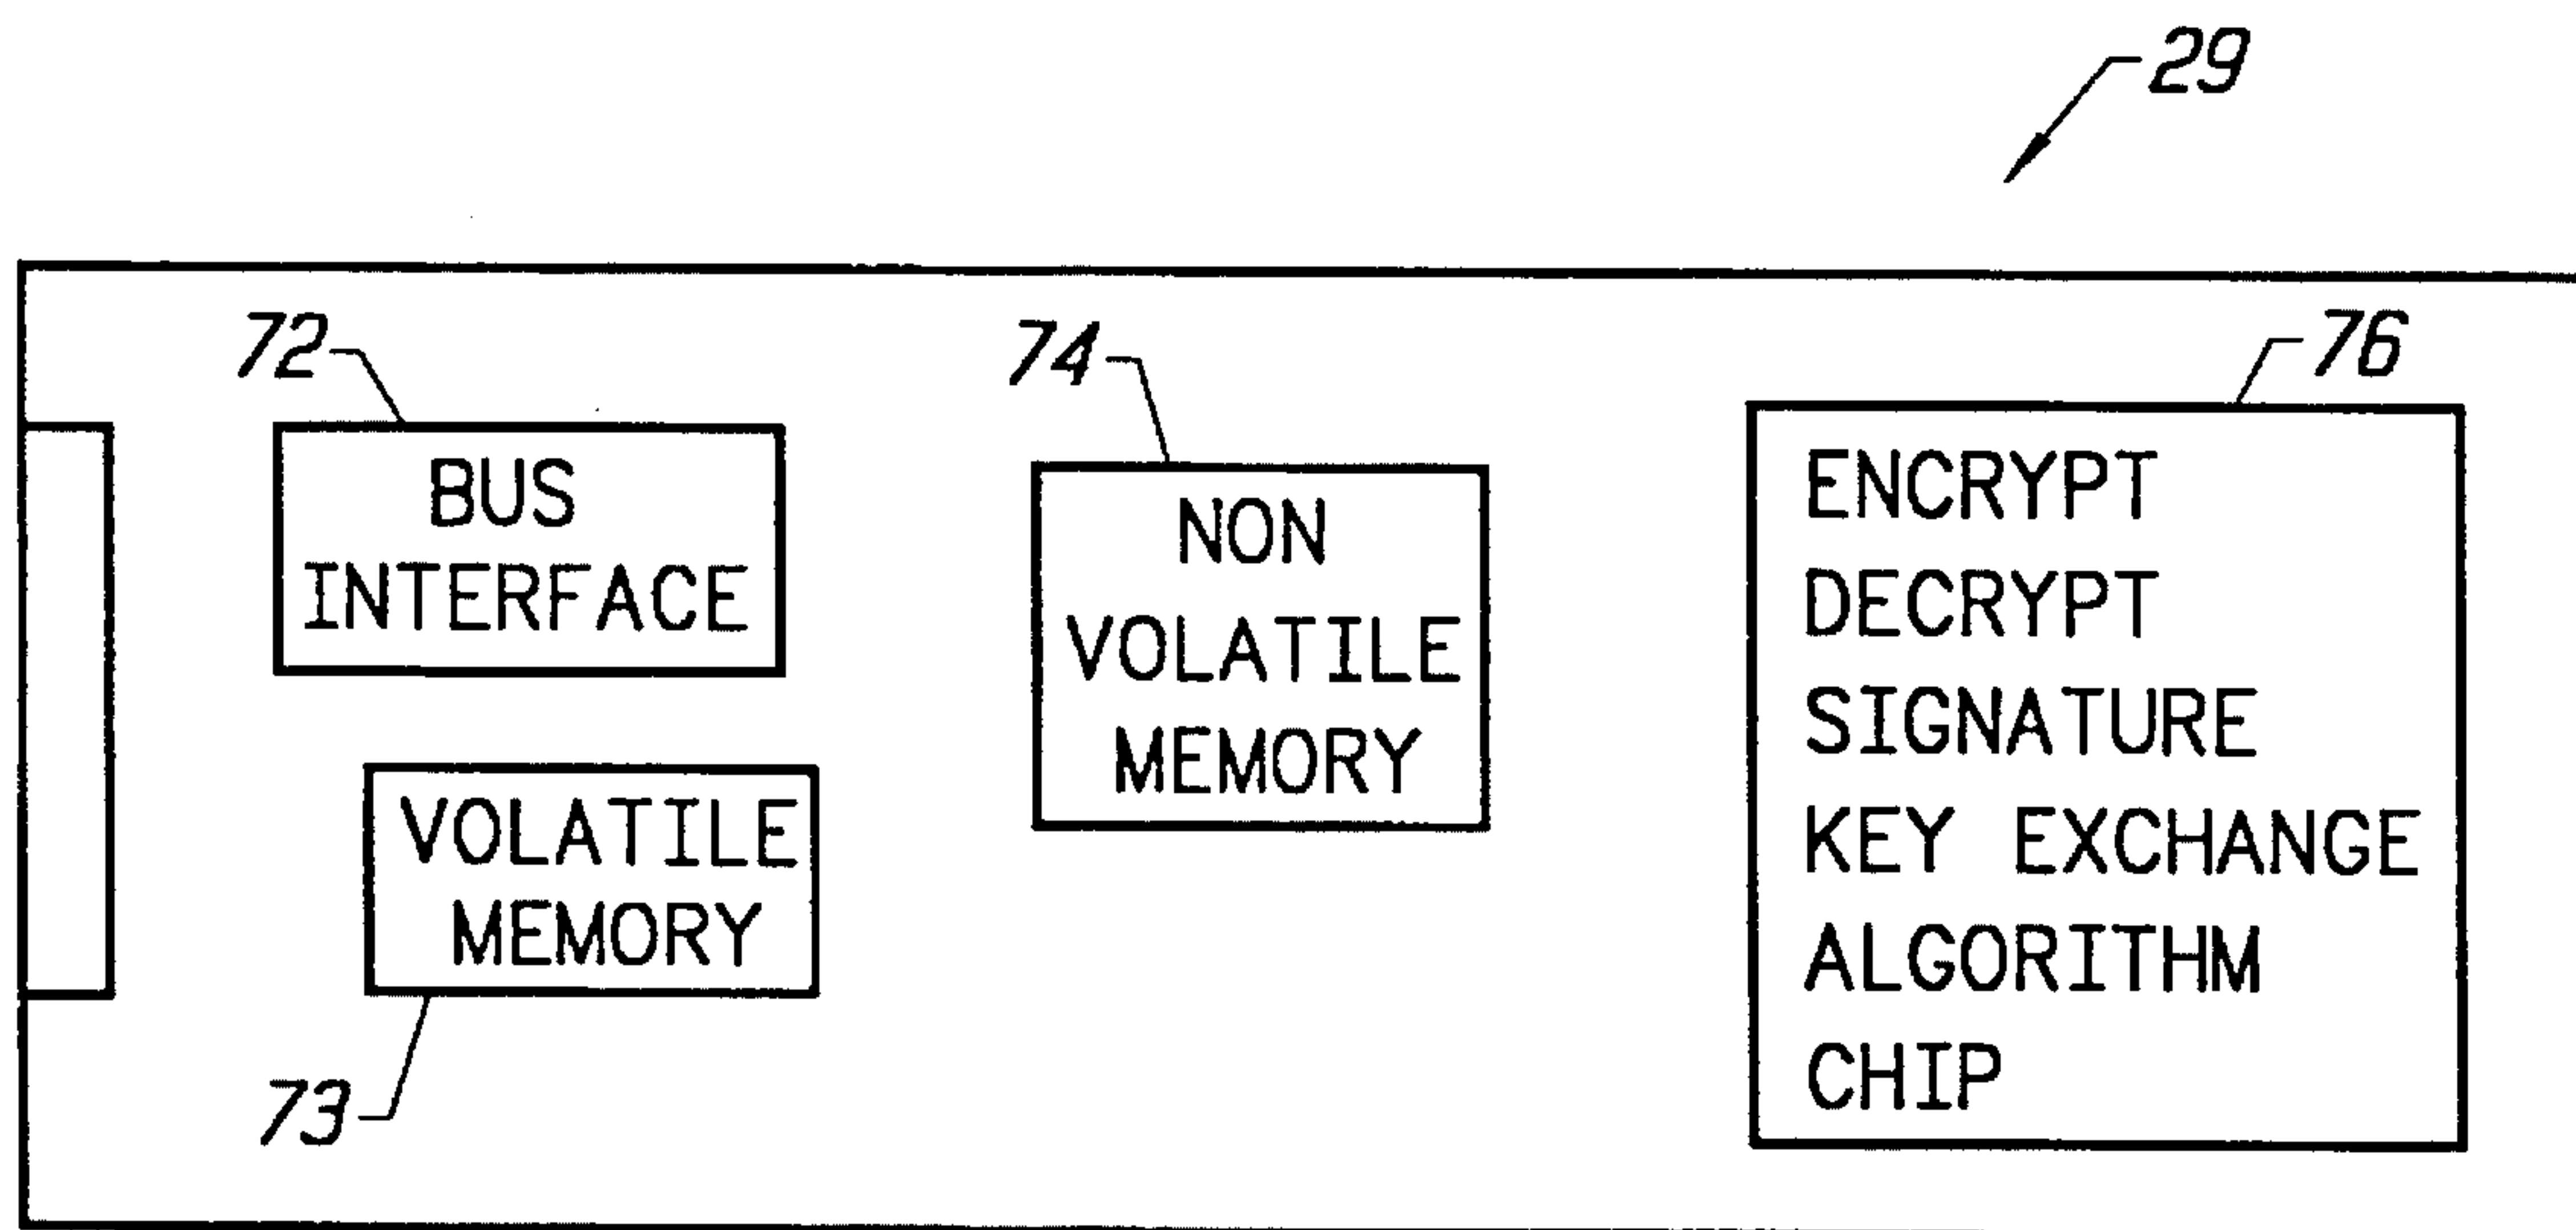 29
72
BUS
INTERFACE
74
NON
VOLATILE
MEMORY
76
ENCRYPT
DECRYPT
SIGNATURE
KEY EXCHANGE
ALGORITHM
CHIP
VOLATILE
MEMORY
73